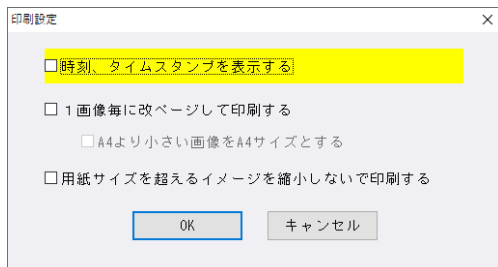 印刷設定
時刻、タイムスタンプを表示する
1画像毎に改ページして印刷する
A4より小さい画像をA4サイズとする
用紙サイズを超えるイメージを縮小しないで印刷する
OK
キャンセル